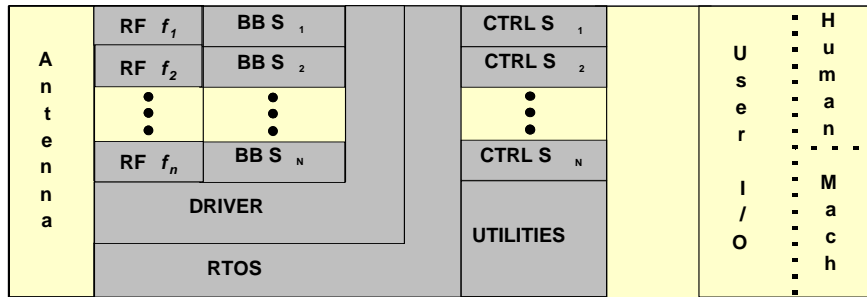 Antenna
RF f1
BB S 1
RF f2
BB S 2
RF fn
BB S N
DRIVER
RTOS
CTRL S 1
CTRL S 2
CTRL S N
UTILITIES
User I/O
Human
Mach